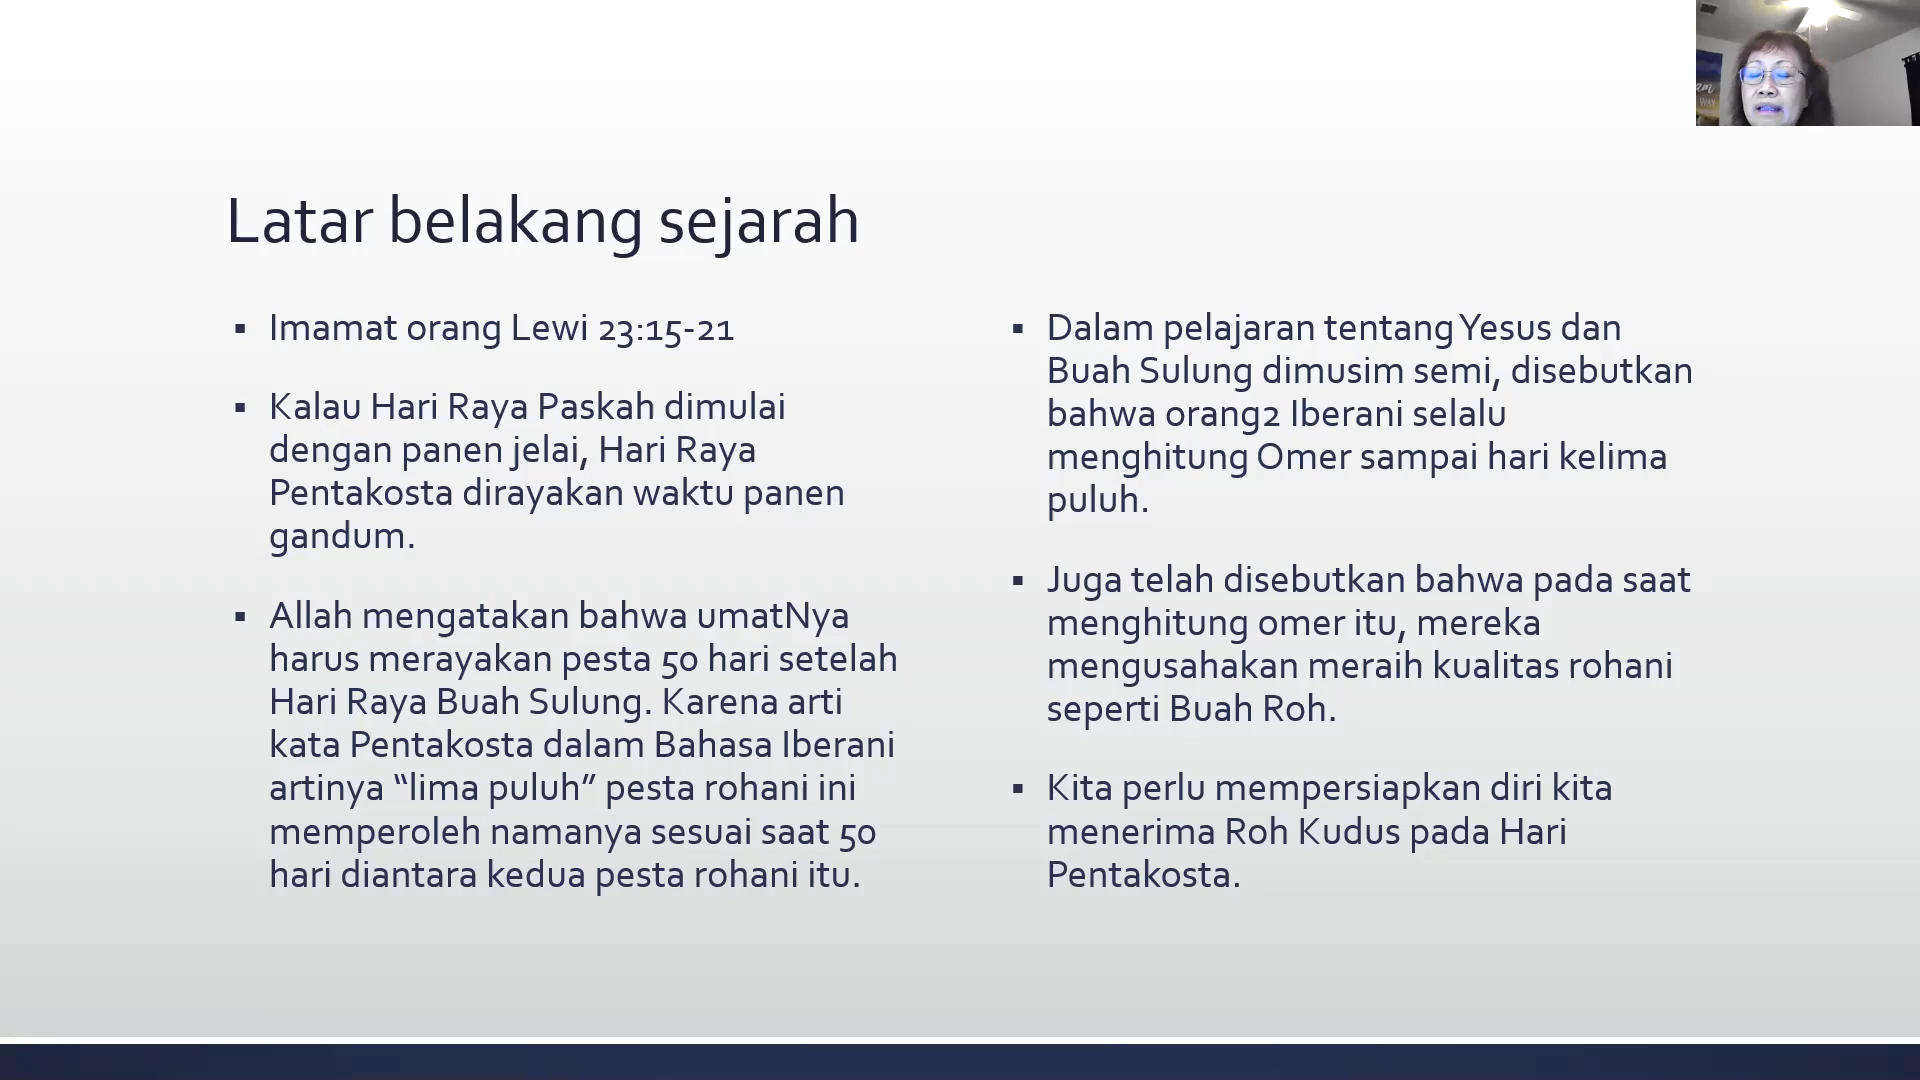 Latar belakang sejarah
▪ Imamat orang Lewi 23:15-21
▪ Kalau Hari Raya Paskah dimulai
dengan panen jelai, Hari Raya
Pentakosta dirayakan waktu panen
gandum.
▪ Allah mengatakan bahwa umatNya
harus merayakan pesta 50 hari setelah
Hari Raya Buah Sulung. Karena arti
kata Pentakosta dalam Bahasa Iberani
artinya “lima puluh” pesta rohani ini
memperoleh namanya sesuai saat 50
hari diantara kedua pesta rohani itu.
▪ Dalam pelajaran tentang Yesus dan
Buah Sulung dimusim semi, disebutkan
bahwa orang2 Iberani selalu
menghitung Omer sampai hari kelima
puluh.
▪ Juga telah disebutkan bahwa pada saat
menghitung omer itu, mereka
mengusahakan meraih kualitas rohani
seperti Buah Roh.
▪ Kita perlu mempersiapkan diri kita
menerima Roh Kudus pada Hari
Pentakosta.
WAY